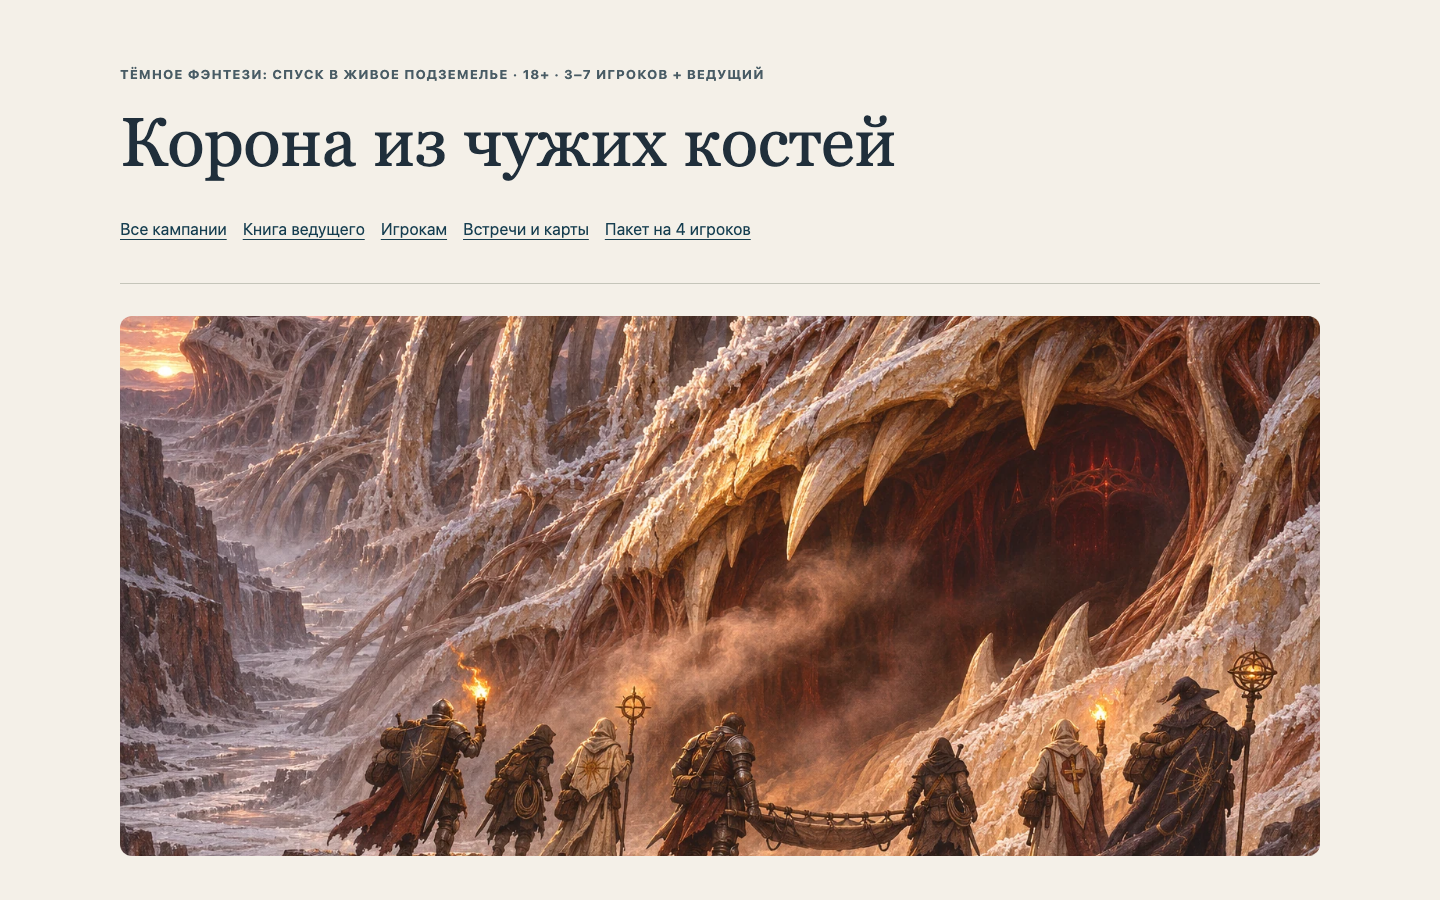 ТЁМНОЕ ФЭНТЕЗИ: СПУСК В ЖИВОЕ ПОДЗЕМЕЛЬЕ · 18+ · 3–7 ИГРОКОВ + ВЕДУЩИЙ
Корона из чужих костей
Все кампании Книга ведущего Игрокам Встречи и карты Пакет на 4 игроков